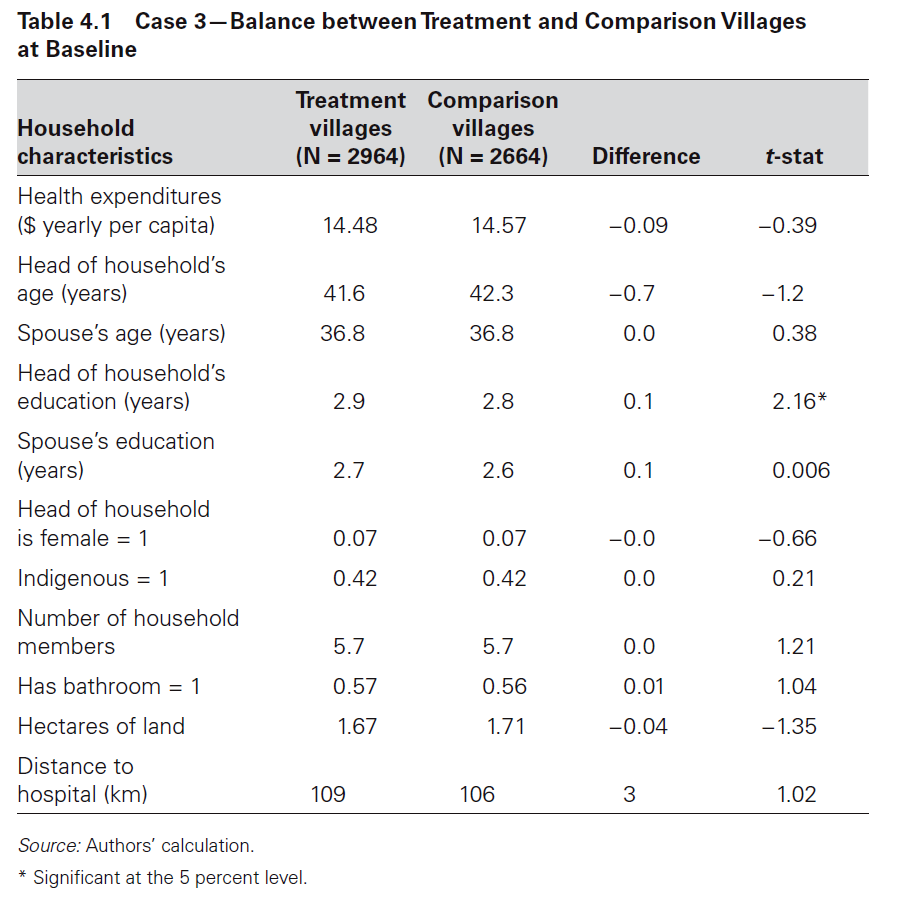 Table 4.1 Case 3—Balance between Treatment and Comparison Villages
at Baseline
Household characteristics Treatment villages (N = 2964) Comparison villages (N = 2664) Difference t-stat
Health expenditures
($ yearly per capita) 14.48 14.57 −0.09 −0.39
Head of household’s
age (years) 41.6 42.3 −0.7 −1.2
Spouse’s age (years) 36.8 36.8 0.0 0.38
Head of household’s
education (years) 2.9 2.8 0.1 2.16*
Spouse’s education
(years) 2.7 2.6 0.1 0.006
Head of household
is female = 1 0.07 0.07 −0.0 −0.66
Indigenous = 1 0.42 0.42 0.0 0.21
Number of household
members 5.7 5.7 0.0 1.21
Has bathroom = 1 0.57 0.56 0.01 1.04
Hectares of land 1.67 1.71 −0.04 −1.35
Distance to
hospital (km) 109 106 3 1.02
Source: Authors’ calculation.
* Significant at the 5 percent level.